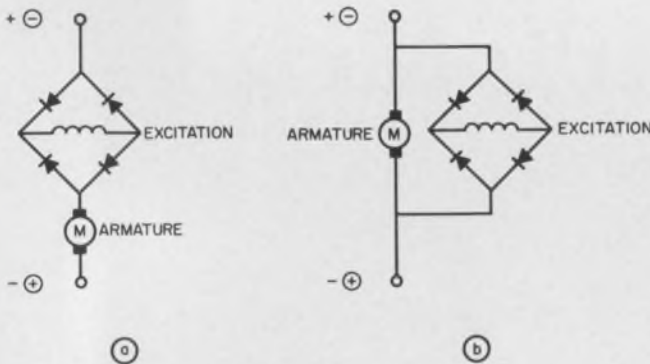 + ⊖
EXCITATION
M ARMATURE
- ⊕
a
+ ⊖
ARMATURE M EXCITATION
- ⊕
b